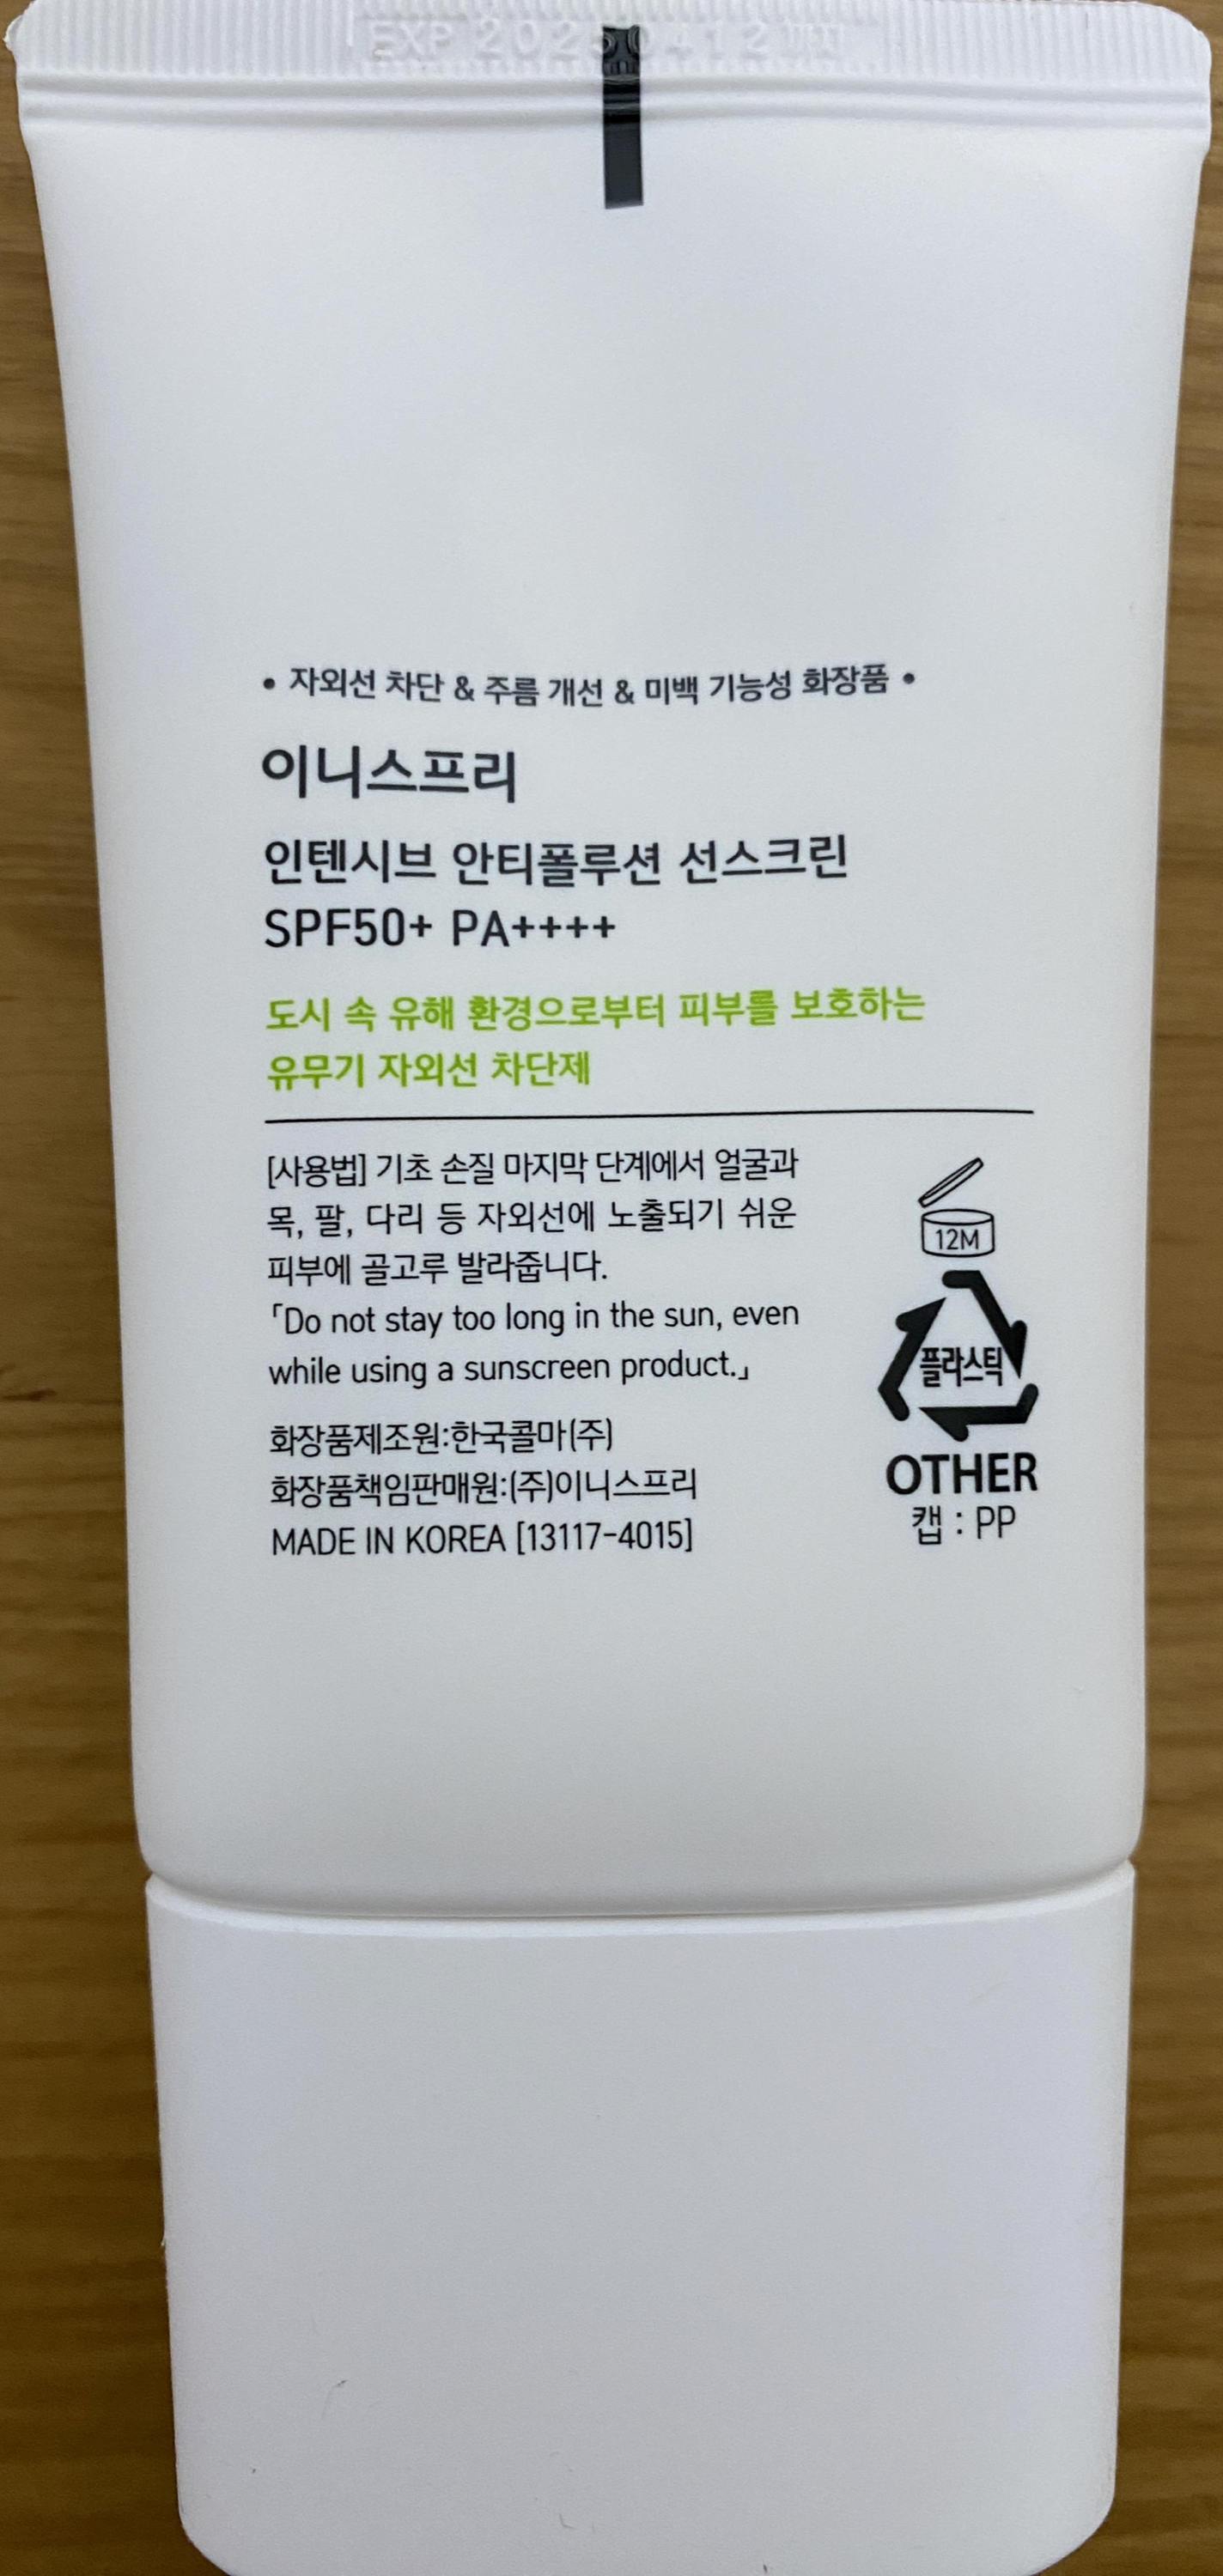 EXP 20250412 까지
• 자외선 차단 & 주름 개선 & 미백 기능성 화장품 •
이니스프리
인텐시브 안티폴루션 선스크린
SPF50+ PA++++
도시 속 유해 환경으로부터 피부를 보호하는
유무기 자외선 차단제
[사용법] 기초 손질 마지막 단계에서 얼굴과
목, 팔, 다리 등 자외선에 노출되기 쉬운
피부에 골고루 발라줍니다.
「Do not stay too long in the sun, even
while using a sunscreen product.」
화장품제조원:한국콜마(주)
화장품책임판매원:(주)이니스프리
MADE IN KOREA [13117-4015]
12M
플라스틱
OTHER
캡 : PP